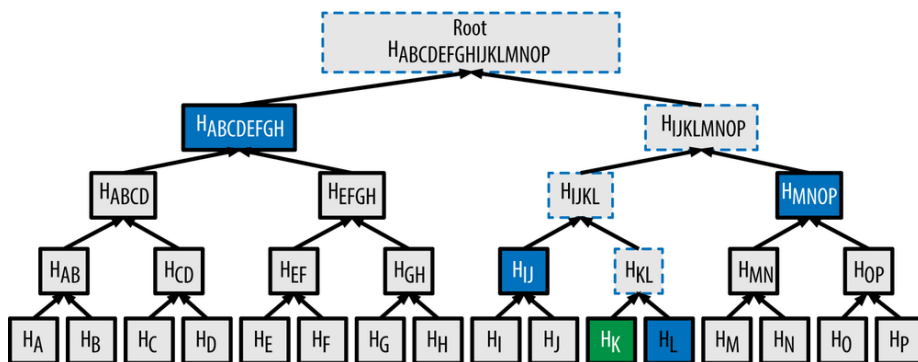 Root
HABCDEFGHIJKLMNOP
HABCDEFGH
HIJKLMNOP
HABCD
HEFGH
HIJKL
HMNOP
HAB
HCD
HEF
HGH
HIJ
HKL
HMN
HOP
HA
HB
HC
HD
HE
HF
HG
HH
HI
HJ
HK
HL
HM
HN
HO
HP